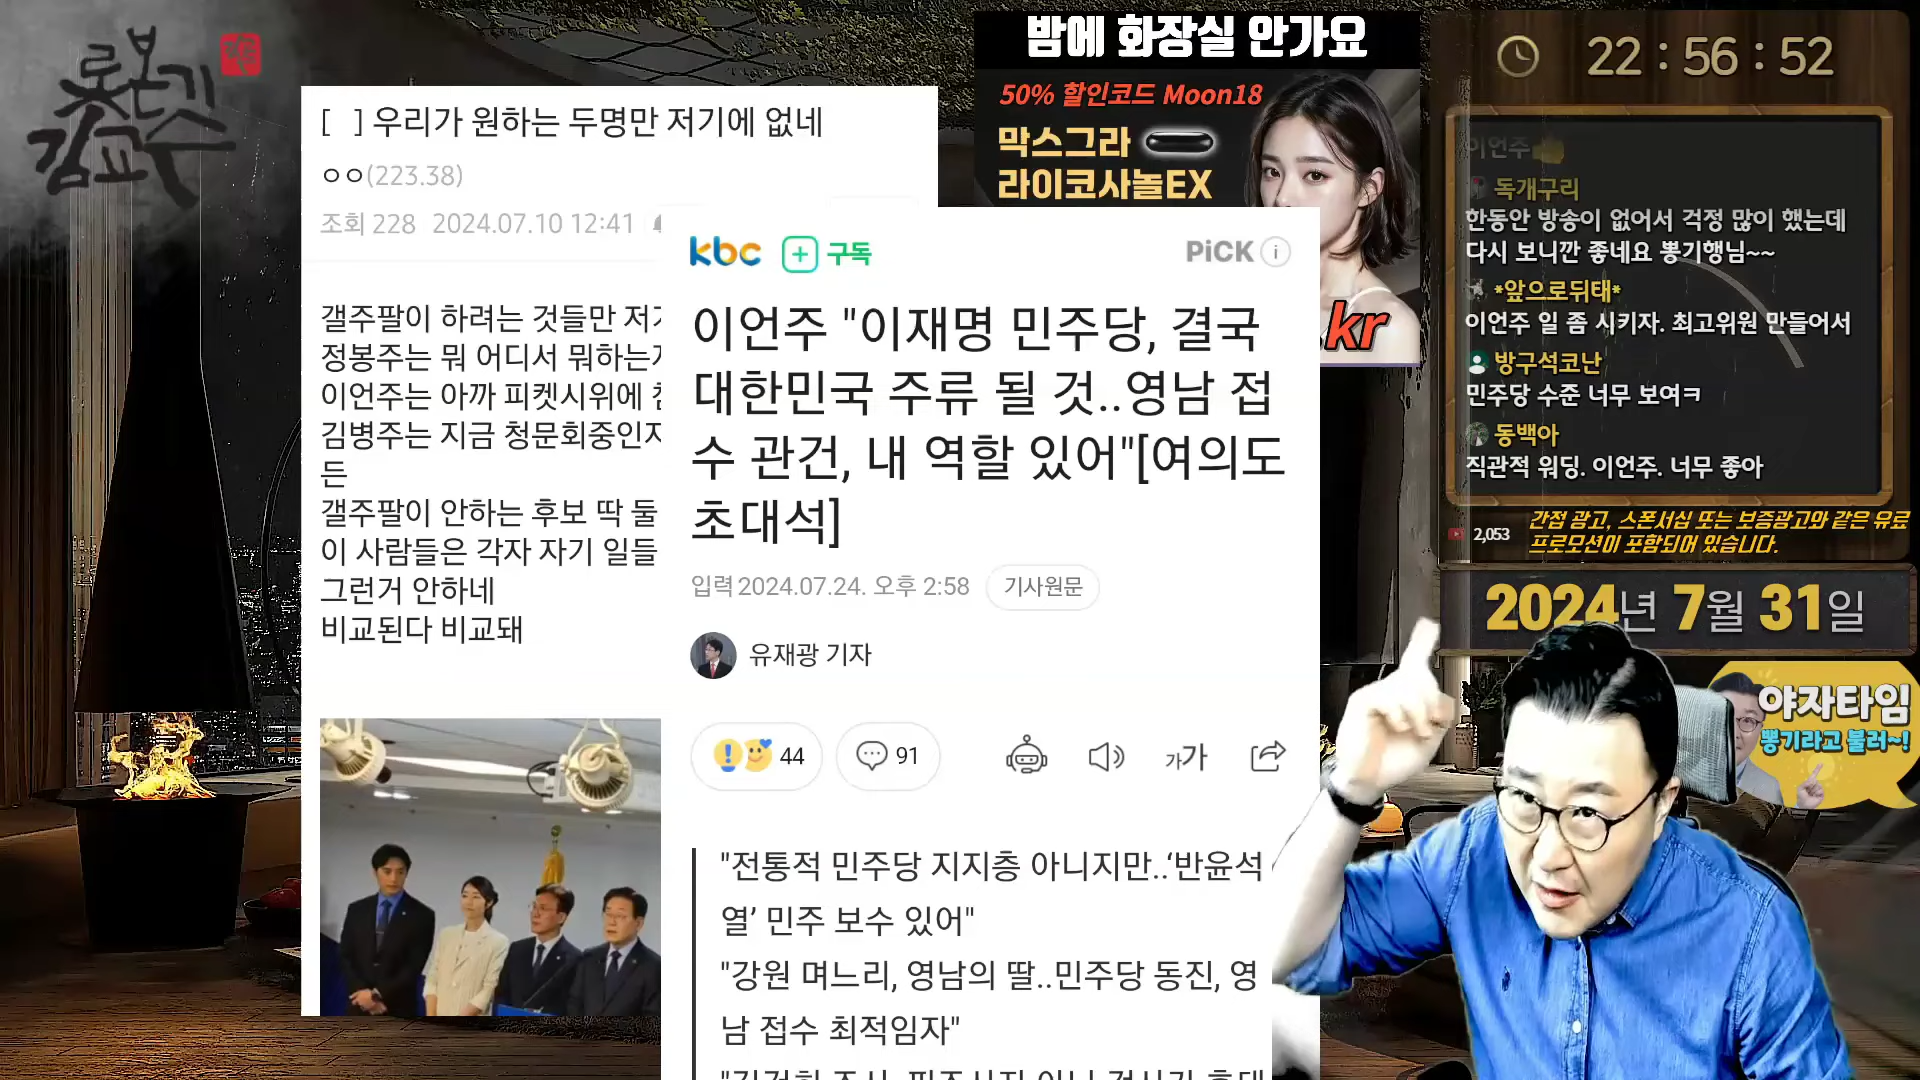 뽀끼
김교수
[ ] 우리가 원하는 두명만 저기에 없네
ㅇㅇ(223.38)
조회 228 2024.07.10 12:41
갤주팔이 하려는 것들만 저기
정봉주는 뭐 어디서 뭐하는지
이언주는 아까 피켓시위에
김병주는 지금 청문회중인지
든
갤주팔이 안하는 후보 딱 둘
이 사람들은 각자 자기 일들
그런거 안하네
비교된다 비교돼
kbc 구독
PiCK
이언주 "이재명 민주당, 결국
대한민국 주류 될 것..영남 접
수 관건, 내 역할 있어"[여의도
초대석]
입력 2024.07.24. 오후 2:58 기사원문
유재광 기자
44 91 가가
"전통적 민주당 지지층 아니지만..‘반윤석
열’ 민주 보수 있어"
"강원 며느리, 영남의 딸..민주당 동진, 영
남 접수 최적임자"
밤에 화장실 안가요
50% 할인코드 Moon18
막스그라
라이코사놀EX
.kr
22 : 56 : 52
이언주
독개구리
한동안 방송이 없어서 걱정 많이 했는데
다시 보니깐 좋네요 뽕기행님~~
*앞으로뒤태*
이언주 일 좀 시키자. 최고위원 만들어서
방구석코난
민주당 수준 너무 보여ㅋ
동백아
직관적 워딩. 이언주. 너무 좋아
2,053
간접 광고, 스폰서십 또는 보증광고와 같은 유료
프로모션이 포함되어 있습니다.
2024년 7월 31일
야자타임
뽕기라고 불러~!